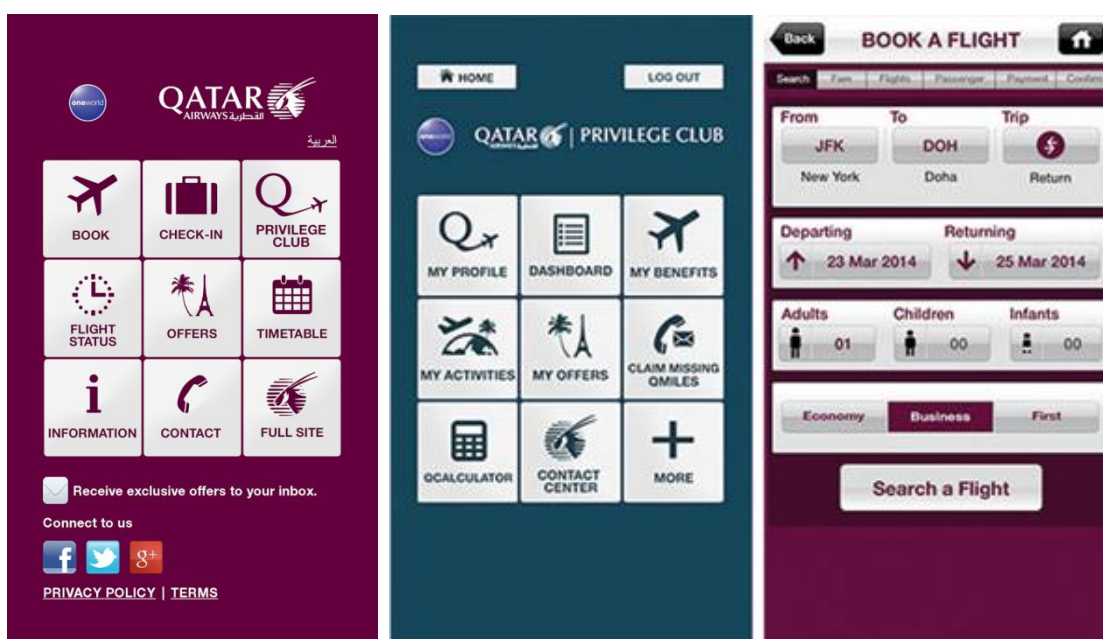 oneworld
QATAR
AIRWAYS القطرية
العربية
BOOK
CHECK-IN
PRIVILEGE
CLUB
FLIGHT
STATUS
OFFERS
TIMETABLE
INFORMATION
CONTACT
FULL SITE
Receive exclusive offers to your inbox.
Connect to us
f
g+
PRIVACY POLICY | TERMS
HOME
LOG OUT
oneworld
QATAR | PRIVILEGE CLUB
AIRWAYS القطرية
MY PROFILE
DASHBOARD
MY BENEFITS
MY ACTIVITIES
MY OFFERS
CLAIM MISSING
QMILES
QCALCULATOR
CONTACT
CENTER
MORE
Back
BOOK A FLIGHT
Search Fare Flights Passenger Payment Confirm
From To Trip
JFK DOH
New York Doha Return
Departing Returning
23 Mar 2014 25 Mar 2014
Adults Children Infants
01 00 00
Economy Business First
Search a Flight